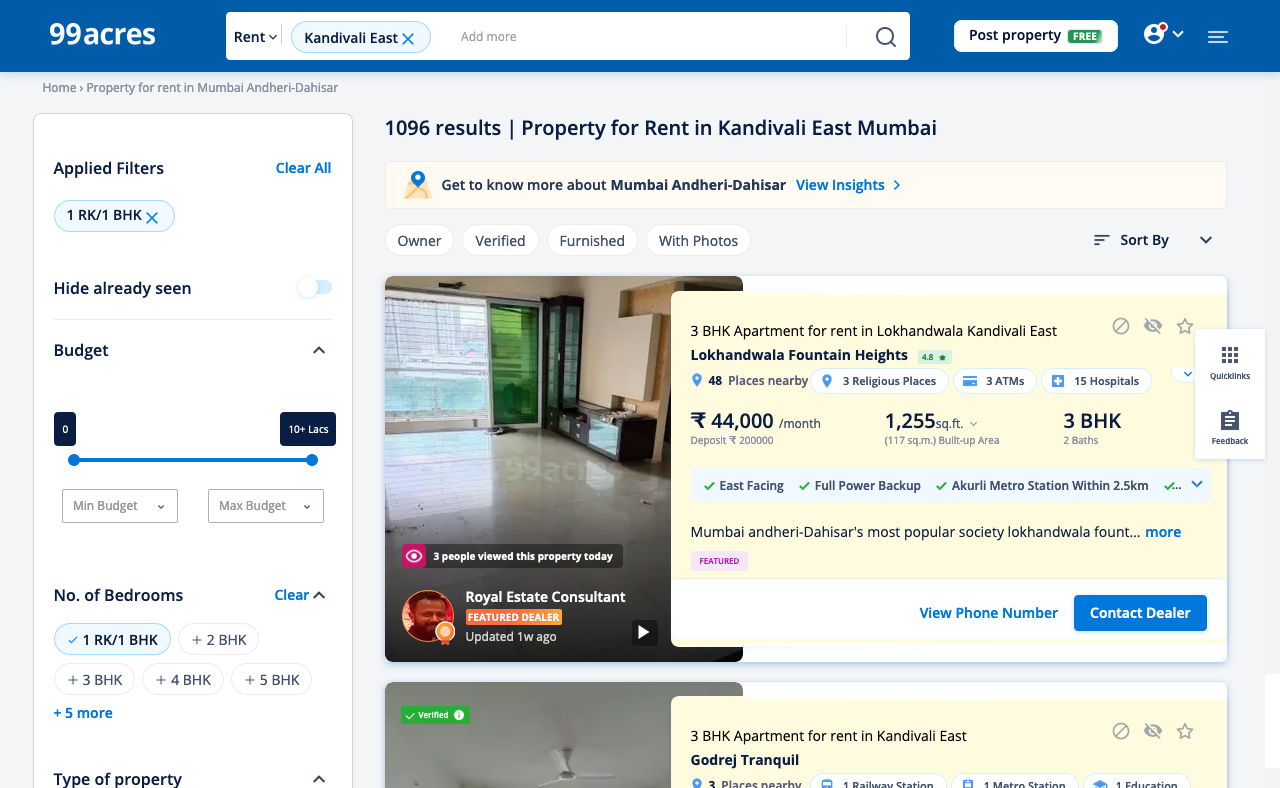 99acres
Rent
Kandivali East
Add more
Post property FREE
Home › Property for rent in Mumbai Andheri-Dahisar
Applied Filters
Clear All
1 RK/1 BHK
Hide already seen
Budget
0
10+ Lacs
Min Budget
Max Budget
No. of Bedrooms
Clear
1 RK/1 BHK
+ 2 BHK
+ 3 BHK
+ 4 BHK
+ 5 BHK
+ 5 more
Type of property
1096 results | Property for Rent in Kandivali East Mumbai
Get to know more about Mumbai Andheri-Dahisar View Insights
Owner
Verified
Furnished
With Photos
Sort By
99acres
3 people viewed this property today
Royal Estate Consultant
FEATURED DEALER
Updated 1w ago
3 BHK Apartment for rent in Lokhandwala Kandivali East
Lokhandwala Fountain Heights 4.8 ★
48 Places nearby
3 Religious Places
3 ATMs
15 Hospitals
₹ 44,000 /month
Deposit ₹ 200000
1,255 sq.ft.
(117 sq.m.) Built-up Area
3 BHK
2 Baths
East Facing
Full Power Backup
Akurli Metro Station Within 2.5km
...
Mumbai andheri-Dahisar's most popular society lokhandwala fount... more
FEATURED
View Phone Number
Contact Dealer
Quicklinks
Feedback
Verified
3 BHK Apartment for rent in Kandivali East
Godrej Tranquil
3 Places nearby
1 Railway Station
1 Metro Station
1 Education